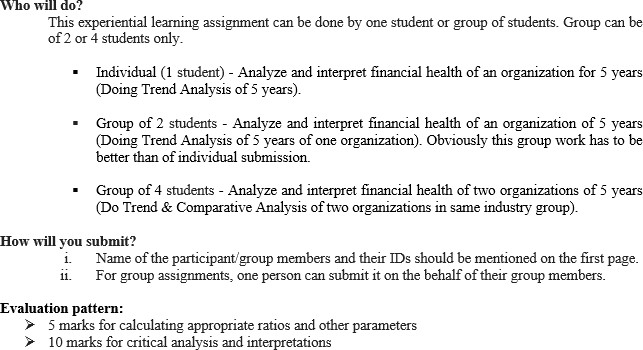 Who will do?
This experiential learning assignment can be done by one student or group of students. Group can be
of 2 or 4 students only.
▪ Individual (1 student) - Analyze and interpret financial health of an organization for 5 years
(Doing Trend Analysis of 5 years).
▪ Group of 2 students - Analyze and interpret financial health of an organization of 5 years
(Doing Trend Analysis of 5 years of one organization). Obviously this group work has to be
better than of individual submission.
▪ Group of 4 students - Analyze and interpret financial health of two organizations of 5 years
(Do Trend & Comparative Analysis of two organizations in same industry group).
How will you submit?
i. Name of the participant/group members and their IDs should be mentioned on the first page.
ii. For group assignments, one person can submit it on the behalf of their group members.
Evaluation pattern:
➢ 5 marks for calculating appropriate ratios and other parameters
➢ 10 marks for critical analysis and interpretations